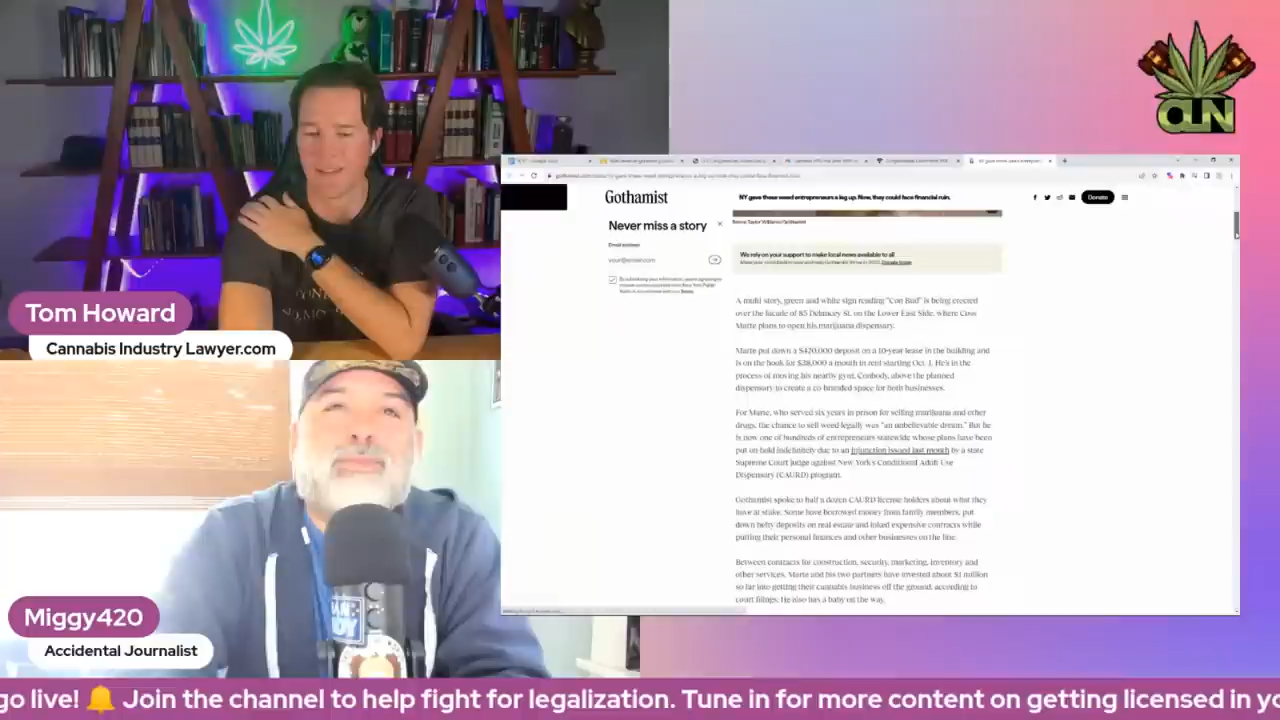 CLN
Tom Howard
Cannabis Industry Lawyer.com
Gothamist
NY gave these weed entrepreneurs a leg up. Now, they could face financial ruin.
Donate
Never miss a story
Email address
your@email.com
We rely on your support to make local news available to all
A multi story, green and white sign reading "Con Bud" is being erected
over the facade of 85 Delancey St. on the Lower East Side, where Coss
Marte plans to open his marijuana dispensary.
Marte put down a $420,000 deposit on a 10-year lease in the building and
is on the hook for $28,000 a month in rent starting Oct. 1. He's in the
process of moving his nearby gym, Conbody, above the planned
dispensary to create a co-branded space for both businesses.
For Marte, who served six years in prison for selling marijuana and other
drugs, the chance to sell weed legally was "an unbelievable dream." But he
is now one of hundreds of entrepreneurs statewide whose plans have been
put on hold indefinitely due to an injunction issued last month by a state
Supreme Court judge against New York's Conditional Adult Use
Dispensary (CAURD) program.
Gothamist spoke to half a dozen CAURD license holders about what they
have at stake. Some have borrowed money from family members, put
down hefty deposits on real estate and inked expensive contracts while
putting their personal finances and other businesses on the line.
Between contracts for construction, security, marketing, inventory and
other services, Marte and his two partners have invested about $1 million
so far into getting their cannabis business off the ground, according to
court filings. He also has a baby on the way.
Miggy420
Accidental Journalist
go live! 🔔 Join the channel to help fight for legalization. Tune in for more content on getting licensed in yo